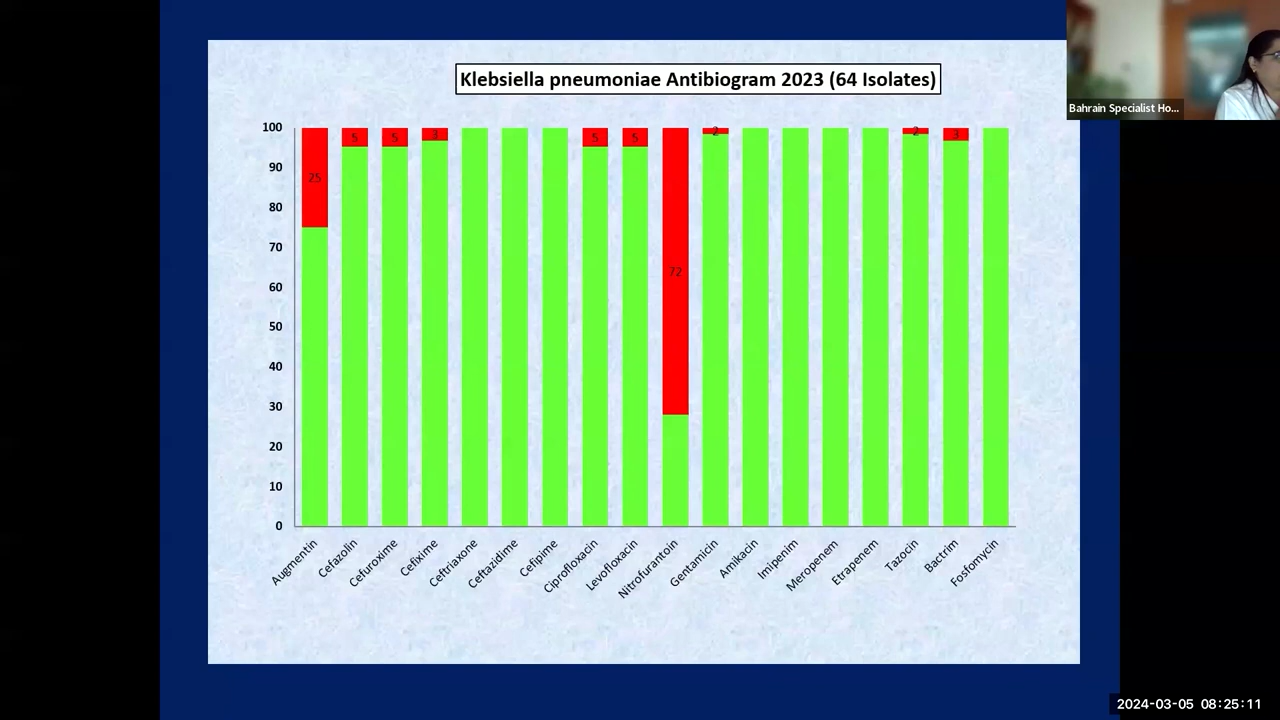 Klebsiella pneumoniae Antibiogram 2023 (64 Isolates)
Bahrain Specialist Ho...
100
90
80
70
60
50
40
30
20
10
0
25
5
5
3
5
5
72
2
2
3
Augmentin
Cefazolin
Cefuroxime
Cefixime
Ceftriaxone
Ceftazidime
Cefipime
Ciprofloxacin
Levofloxacin
Nitrofurantoin
Gentamicin
Amikacin
Imipenim
Meropenem
Etrapenem
Tazocin
Bactrim
Fosfomycin
2024-03-05 08:25:11